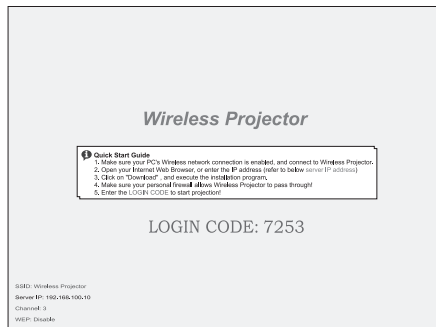 Wireless Projector
Quick Start Guide
1. Make sure your PC's Wireless network connection is enabled, and connect to Wireless Projector.
2. Open your Internet Web Browser, or enter the IP address (refer to below server IP address)
3. Click on "Download" , and execute the installation program.
4. Make sure your personal firewall allows Wireless Projector to pass through!
5. Enter the LOGIN CODE to start projection!
LOGIN CODE: 7253
SSID: Wireless Projector
Server IP: 192.168.100.10
Channel: 3
WEP: Disable